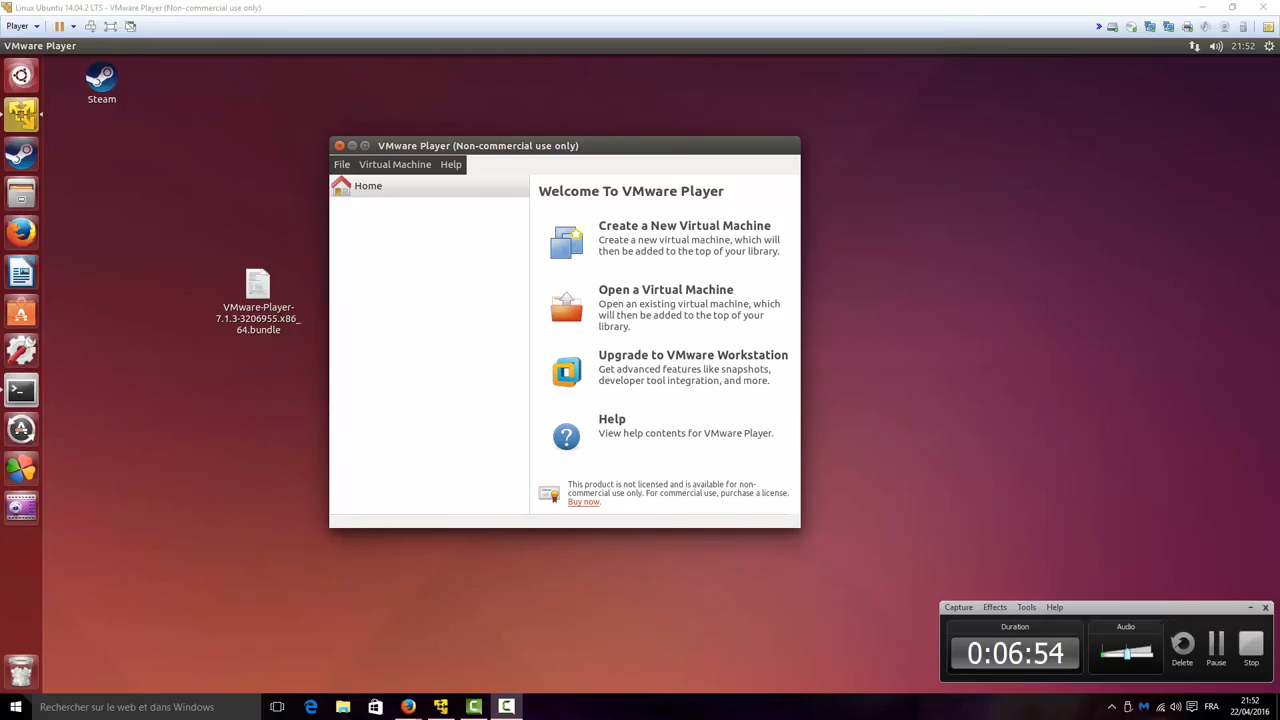 Linux Ubuntu 14.04.2 LTS - VMware Player (Non-commercial use only)
Player
VMware Player
21:52
Steam
VMware-Player-
7.1.3-3206955.x86_
64.bundle
VMware Player (Non-commercial use only)
File Virtual Machine Help
Home
Welcome To VMware Player
Create a New Virtual Machine
Create a new virtual machine, which will
then be added to the top of your library.
Open a Virtual Machine
Open an existing virtual machine, which
will then be added to the top of your
library.
Upgrade to VMware Workstation
Get advanced features like snapshots,
developer tool integration, and more.
Help
View help contents for VMware Player.
This product is not licensed and is available for non-
commercial use only. For commercial use, purchase a license.
Buy now.
Capture Effects Tools Help
Duration
Audio
0:06:54
Delete Pause Stop
Rechercher sur le web et dans Windows
FRA
21:52
22/04/2016